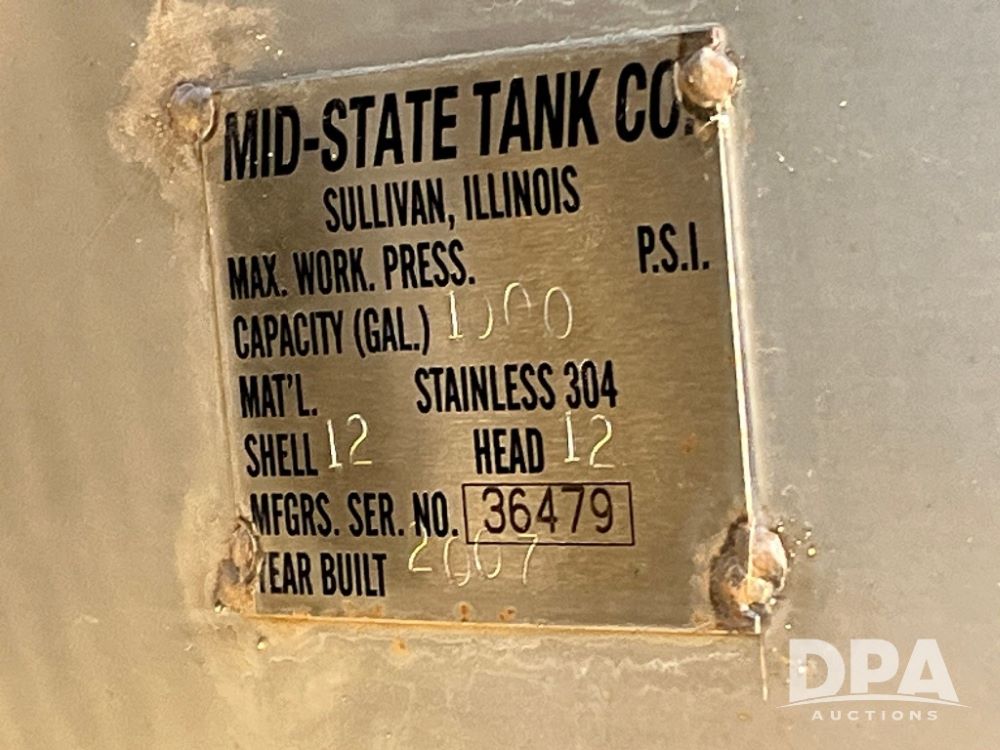 MID-STATE TANK CO.
SULLIVAN, ILLINOIS
MAX. WORK. PRESS. P.S.I.
CAPACITY (GAL.) 1000
MAT'L. STAINLESS 304
SHELL 12 HEAD 12
MFGRS. SER. NO. 36479
YEAR BUILT 2007
DPA
AUCTIONS